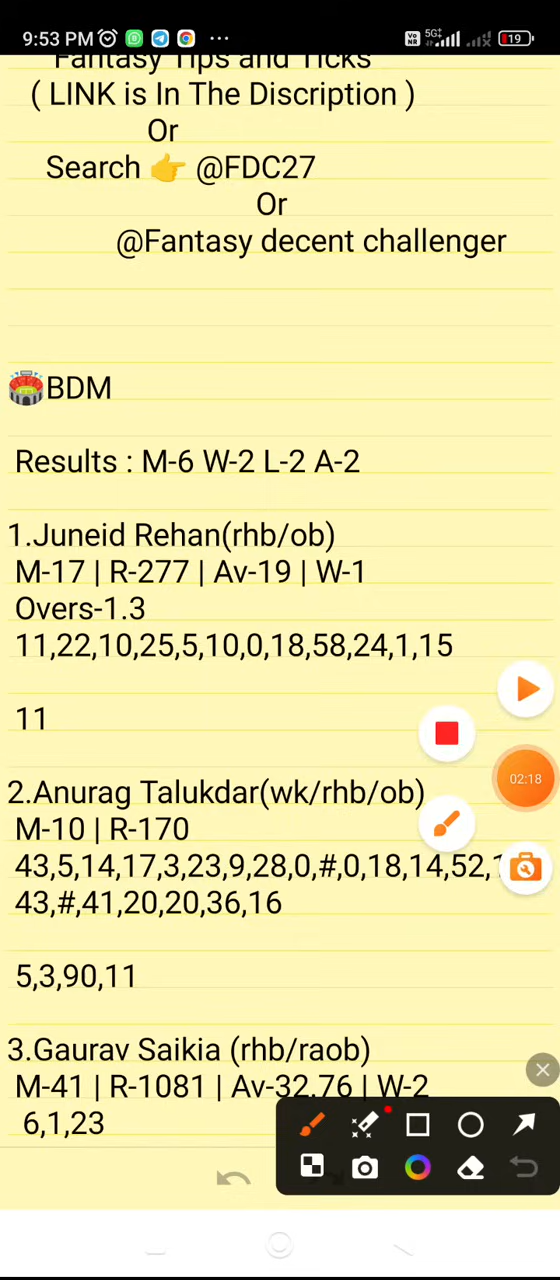 9:53 PM
5G
19
Fantasy Tips and Ticks
( LINK is In The Discription )
Or
Search 👉 @FDC27
Or
@Fantasy decent challenger
🏟BDM
Results : M-6 W-2 L-2 A-2
1.Juneid Rehan(rhb/ob)
M-17 | R-277 | Av-19 | W-1
Overs-1.3
11,22,10,25,5,10,0,18,58,24,1,15
11
02:18
2.Anurag Talukdar(wk/rhb/ob)
M-10 | R-170
43,5,14,17,3,23,9,28,0,#,0,18,14,52,
43,#,41,20,20,36,16
5,3,90,11
3.Gaurav Saikia (rhb/raob)
M-41 | R-1081 | Av-32.76 | W-2
6,1,23